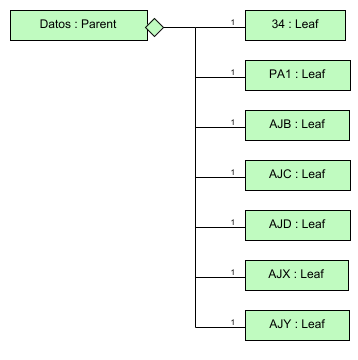 Datos : Parent
1
34 : Leaf
1
PA1 : Leaf
1
AJB : Leaf
1
AJC : Leaf
1
AJD : Leaf
1
AJX : Leaf
1
AJY : Leaf